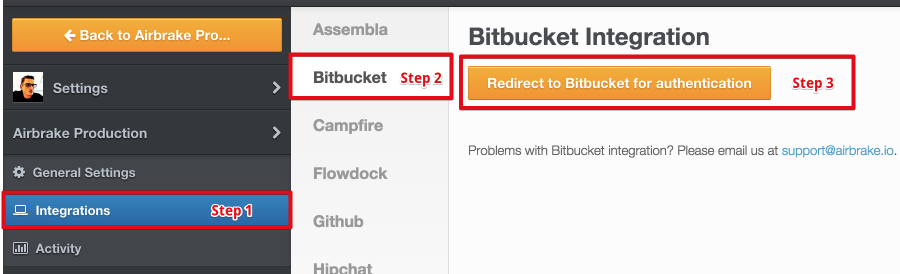 Back to Airbrake Pro...
Settings
Airbrake Production
General Settings
Integrations Step 1
Activity
Assembla
Bitbucket Step 2
Campfire
Flowdock
Github
Hipchat
Bitbucket Integration
Redirect to Bitbucket for authentication Step 3
Problems with Bitbucket integration? Please email us at support@airbrake.io.